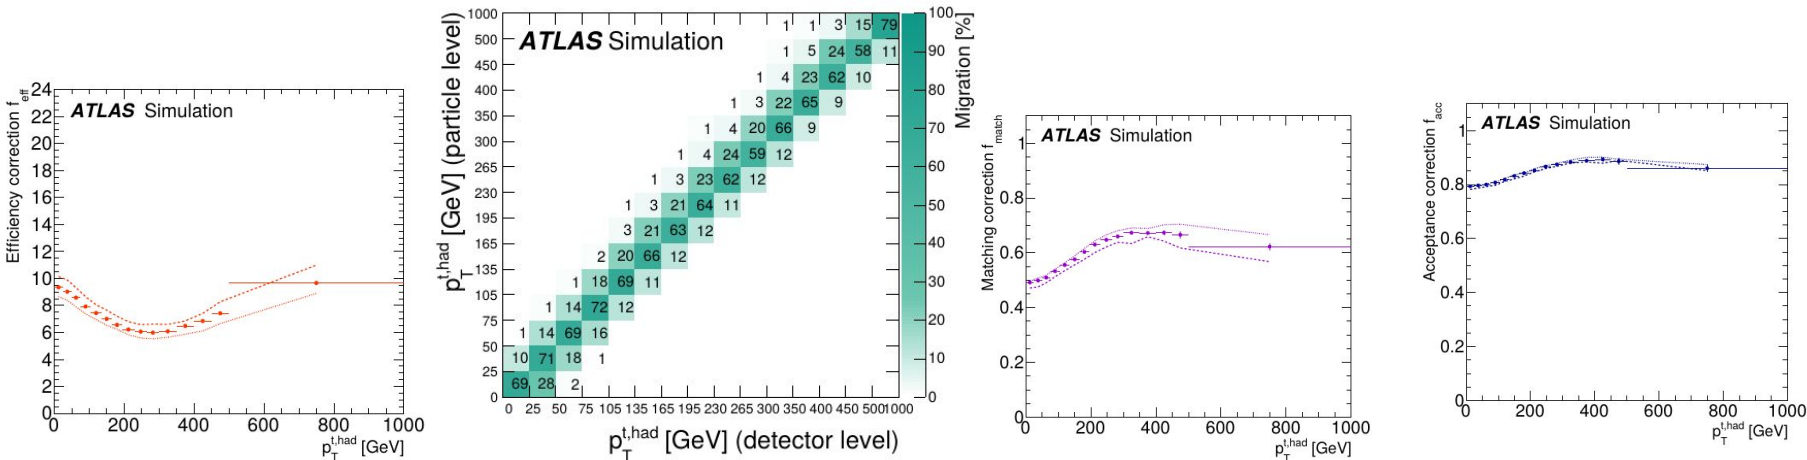 ATLAS Simulation
Efficiency correction f_eff
24
22
20
18
16
14
12
10
8
6
4
2
0
0 200 400 600 800 1000
p_T^t,had [GeV]
ATLAS Simulation
p_T^t,had [GeV] (particle level)
1000 1 1 3 15 79
500 1 5 24 58 11
450 1 4 23 62 10
400 1 3 22 65 9
350 1 4 20 66 9
300 1 4 24 59 12
265 1 3 23 62 12
230 1 3 21 64 11
195 3 21 63 12
165 2 20 66 12
135 1 18 69 11
105 1 14 72 12
75 1 14 69 16
50 10 71 18 1
25 69 28 2
0
0 25 50 75 105 135 165 195 230 265 300 350 400 450 500 1000
p_T^t,had [GeV] (detector level)
100
90
80
70
60
50
40
30
20
10
0
Migration [%]
ATLAS Simulation
Matching correction f_match
1
0.8
0.6
0.4
0.2
0
0 200 400 600 800 1000
p_T^t,had [GeV]
ATLAS Simulation
Acceptance correction f_acc
1
0.8
0.6
0.4
0.2
0
0 200 400 600 800 1000
p_T^t,had [GeV]